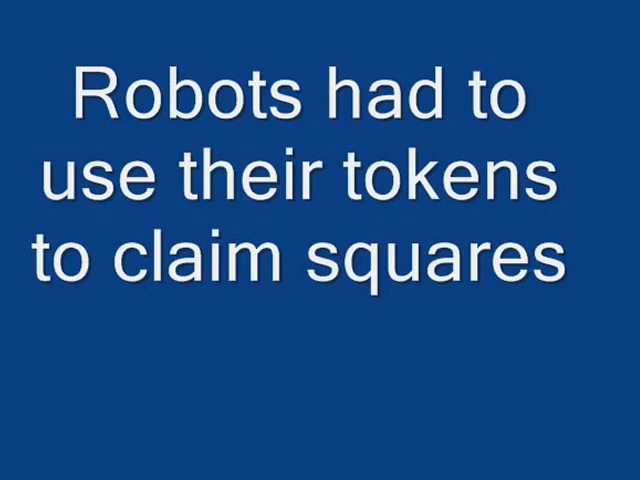 Robots had to
use their tokens
to claim squares